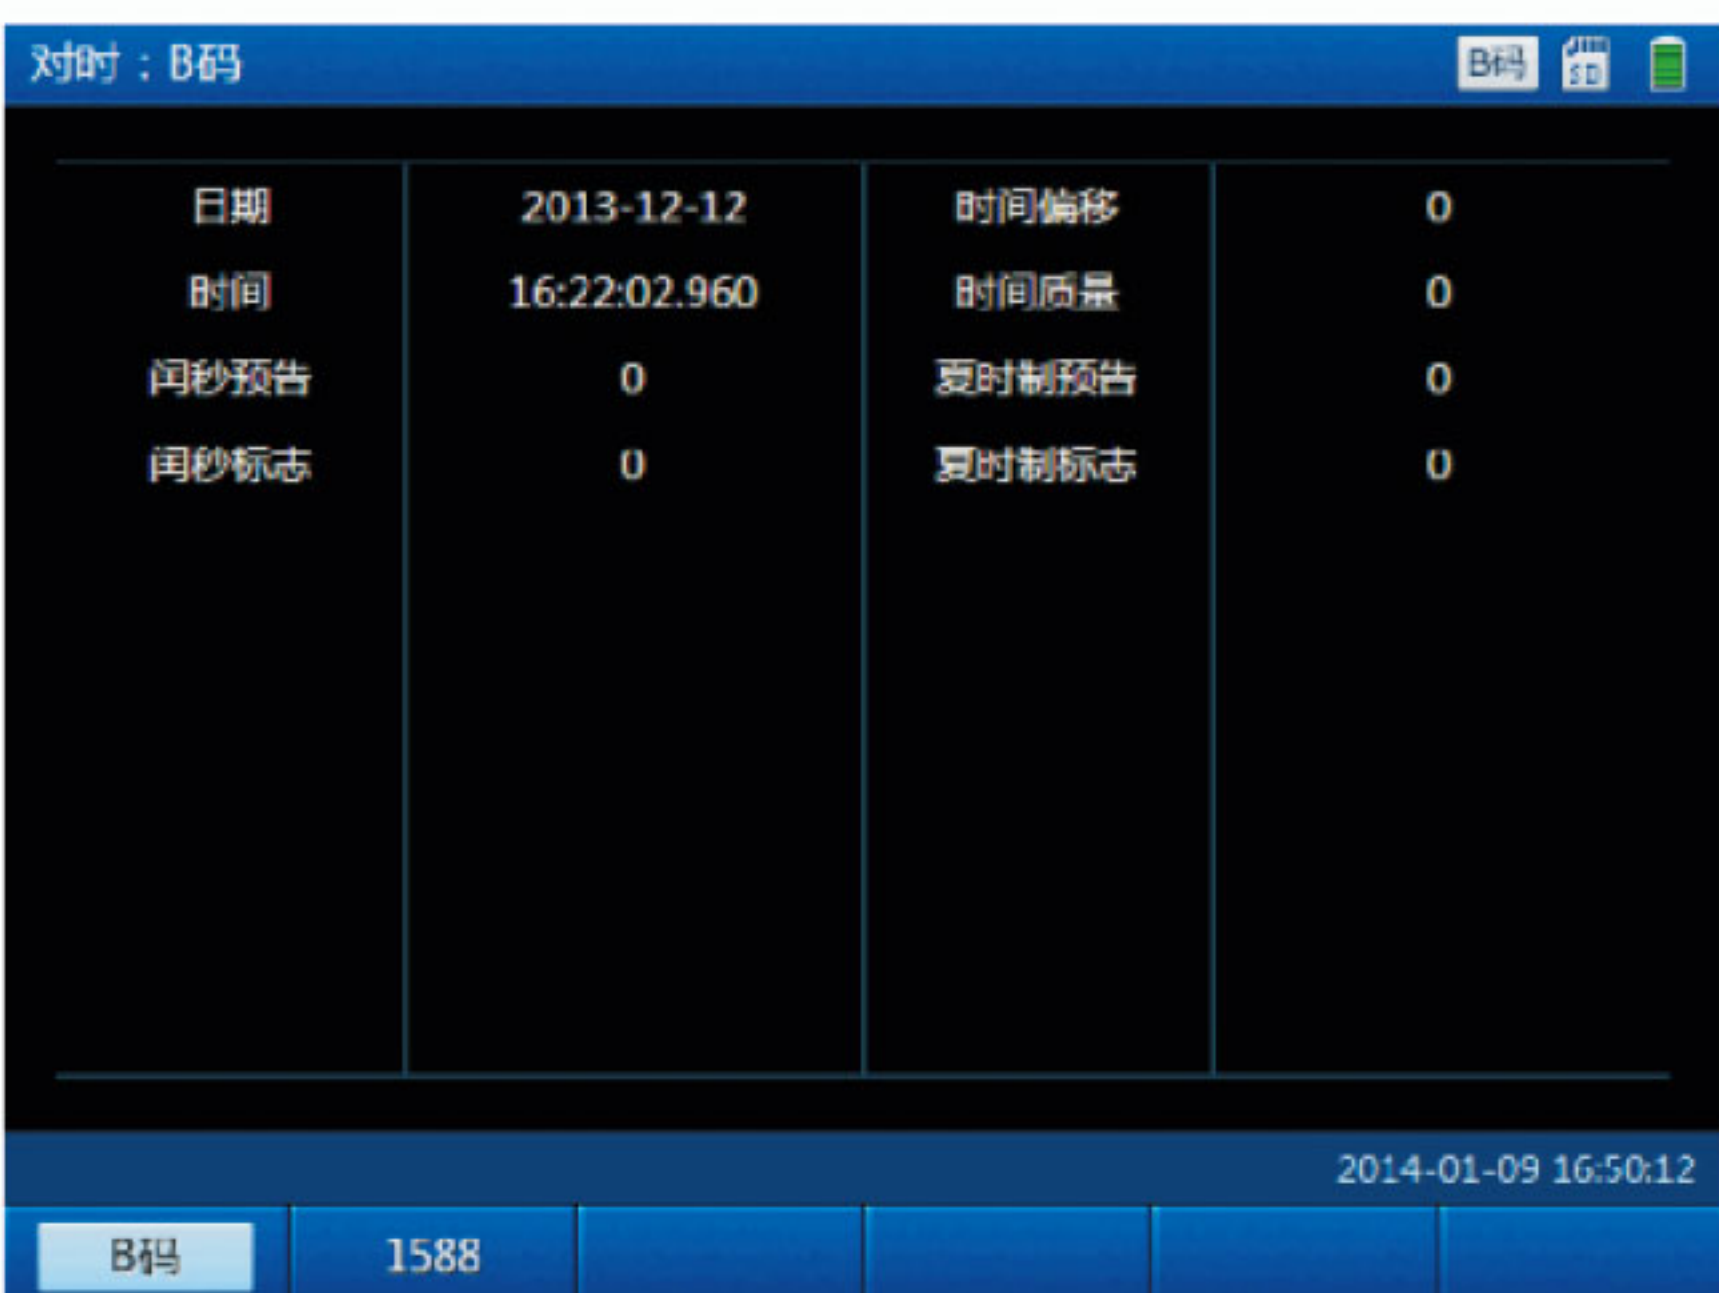 对时：B码 B码 SD
日期 2013-12-12 时间偏移 0
时间 16:22:02.960 时间质量 0
闰秒预告 0 夏时制预告 0
闰秒标志 0 夏时制标志 0
2014-01-09 16:50:12
B码 1588